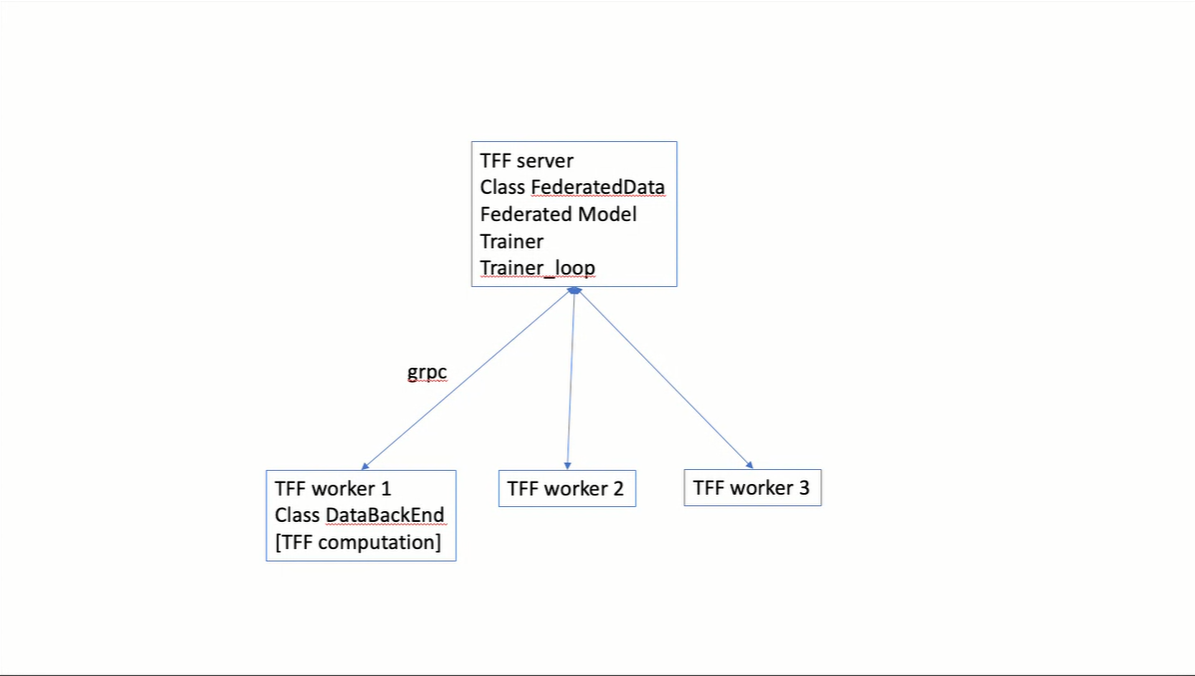 TFF server
Class FederatedData
Federated Model
Trainer
Trainer_loop
grpc
TFF worker 1
Class DataBackEnd
[TFF computation]
TFF worker 2
TFF worker 3